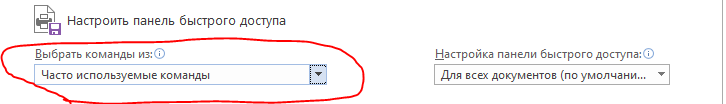 Настроить панель быстрого доступа
Выбрать команды из:
Настройка панели быстрого доступа:
Часто используемые команды
Для всех документов (по умолчани...